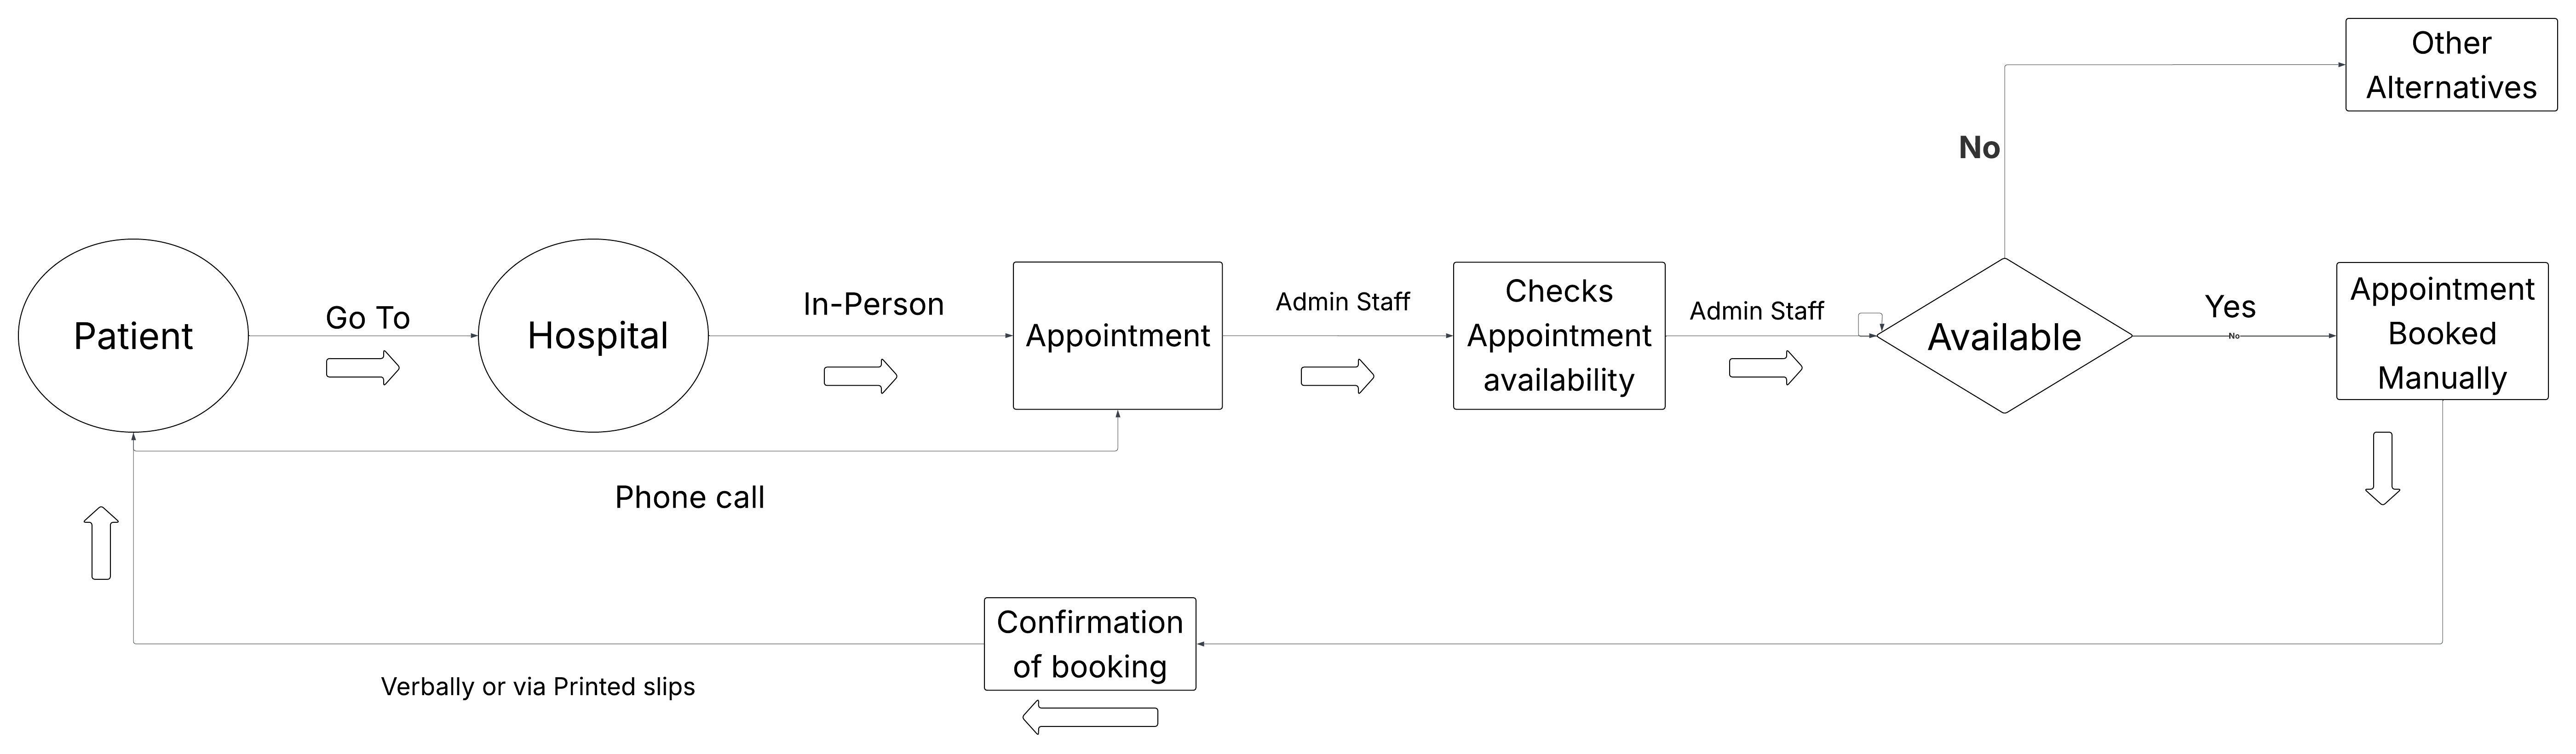 Other
Alternatives
No
Patient
Go To
Hospital
In-Person
Appointment
Admin Staff
Checks
Appointment
availability
Admin Staff
Available
Yes
No
Appointment
Booked
Manually
Phone call
Confirmation
of booking
Verbally or via Printed slips